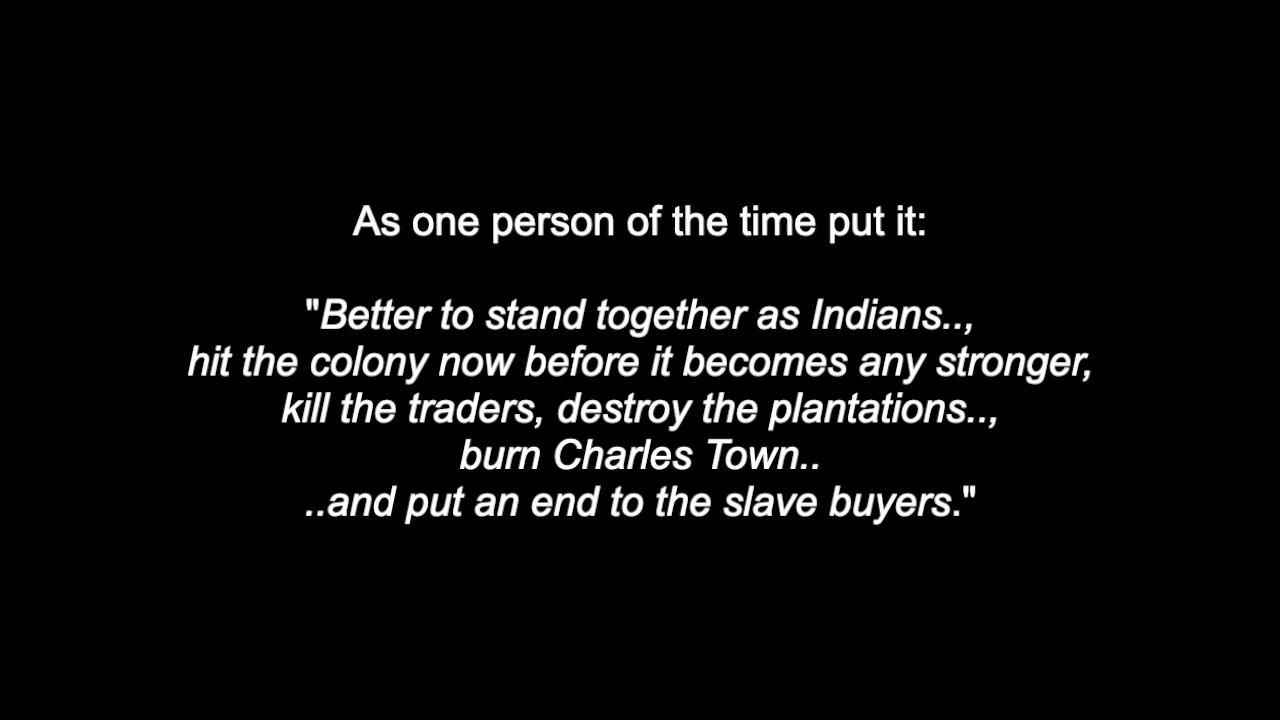 As one person of the time put it:
"Better to stand together as Indians..,
hit the colony now before it becomes any stronger,
kill the traders, destroy the plantations..,
burn Charles Town..
..and put an end to the slave buyers."